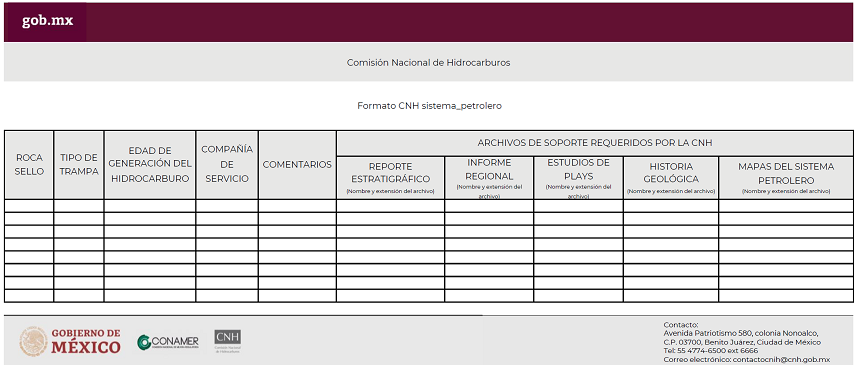 gob.mx
Comisión Nacional de Hidrocarburos
Formato CNH sistema_petrolero
ROCA
SELLO
TIPO DE
TRAMPA
EDAD DE
GENERACIÓN DEL
HIDROCARBURO
COMPAÑÍA
DE
SERVICIO
COMENTARIOS
ARCHIVOS DE SOPORTE REQUERIDOS POR LA CNH
REPORTE
ESTRATIGRÁFICO
(Nombre y extensión del archivo)
INFORME
REGIONAL
(Nombre y extensión del
archivo)
ESTUDIOS DE
PLAYS
(Nombre y extensión del
archivo)
HISTORIA
GEOLÓGICA
(Nombre y extensión del archivo)
MAPAS DEL SISTEMA
PETROLERO
(Nombre y extensión del archivo)
GOBIERNO DE
MÉXICO
CONAMER
CNH
Comisión Nacional
de Hidrocarburos
Contacto:
Avenida Patriotismo 580, colonia Nonoalco,
C.P. 03700, Benito Juárez, Ciudad de México
Tel: 55 4774-6500 ext 6666
Correo electrónico: contactocnih@cnh.gob.mx